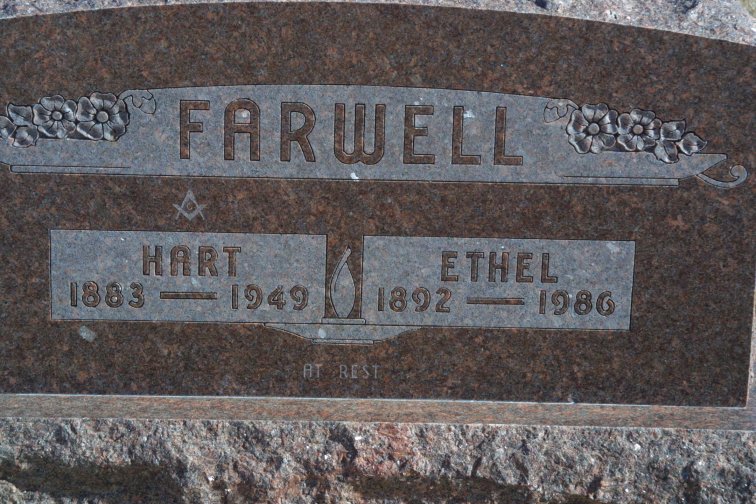 FARWELL
HART
1883 — 1949
ETHEL
1892 — 1986
AT REST